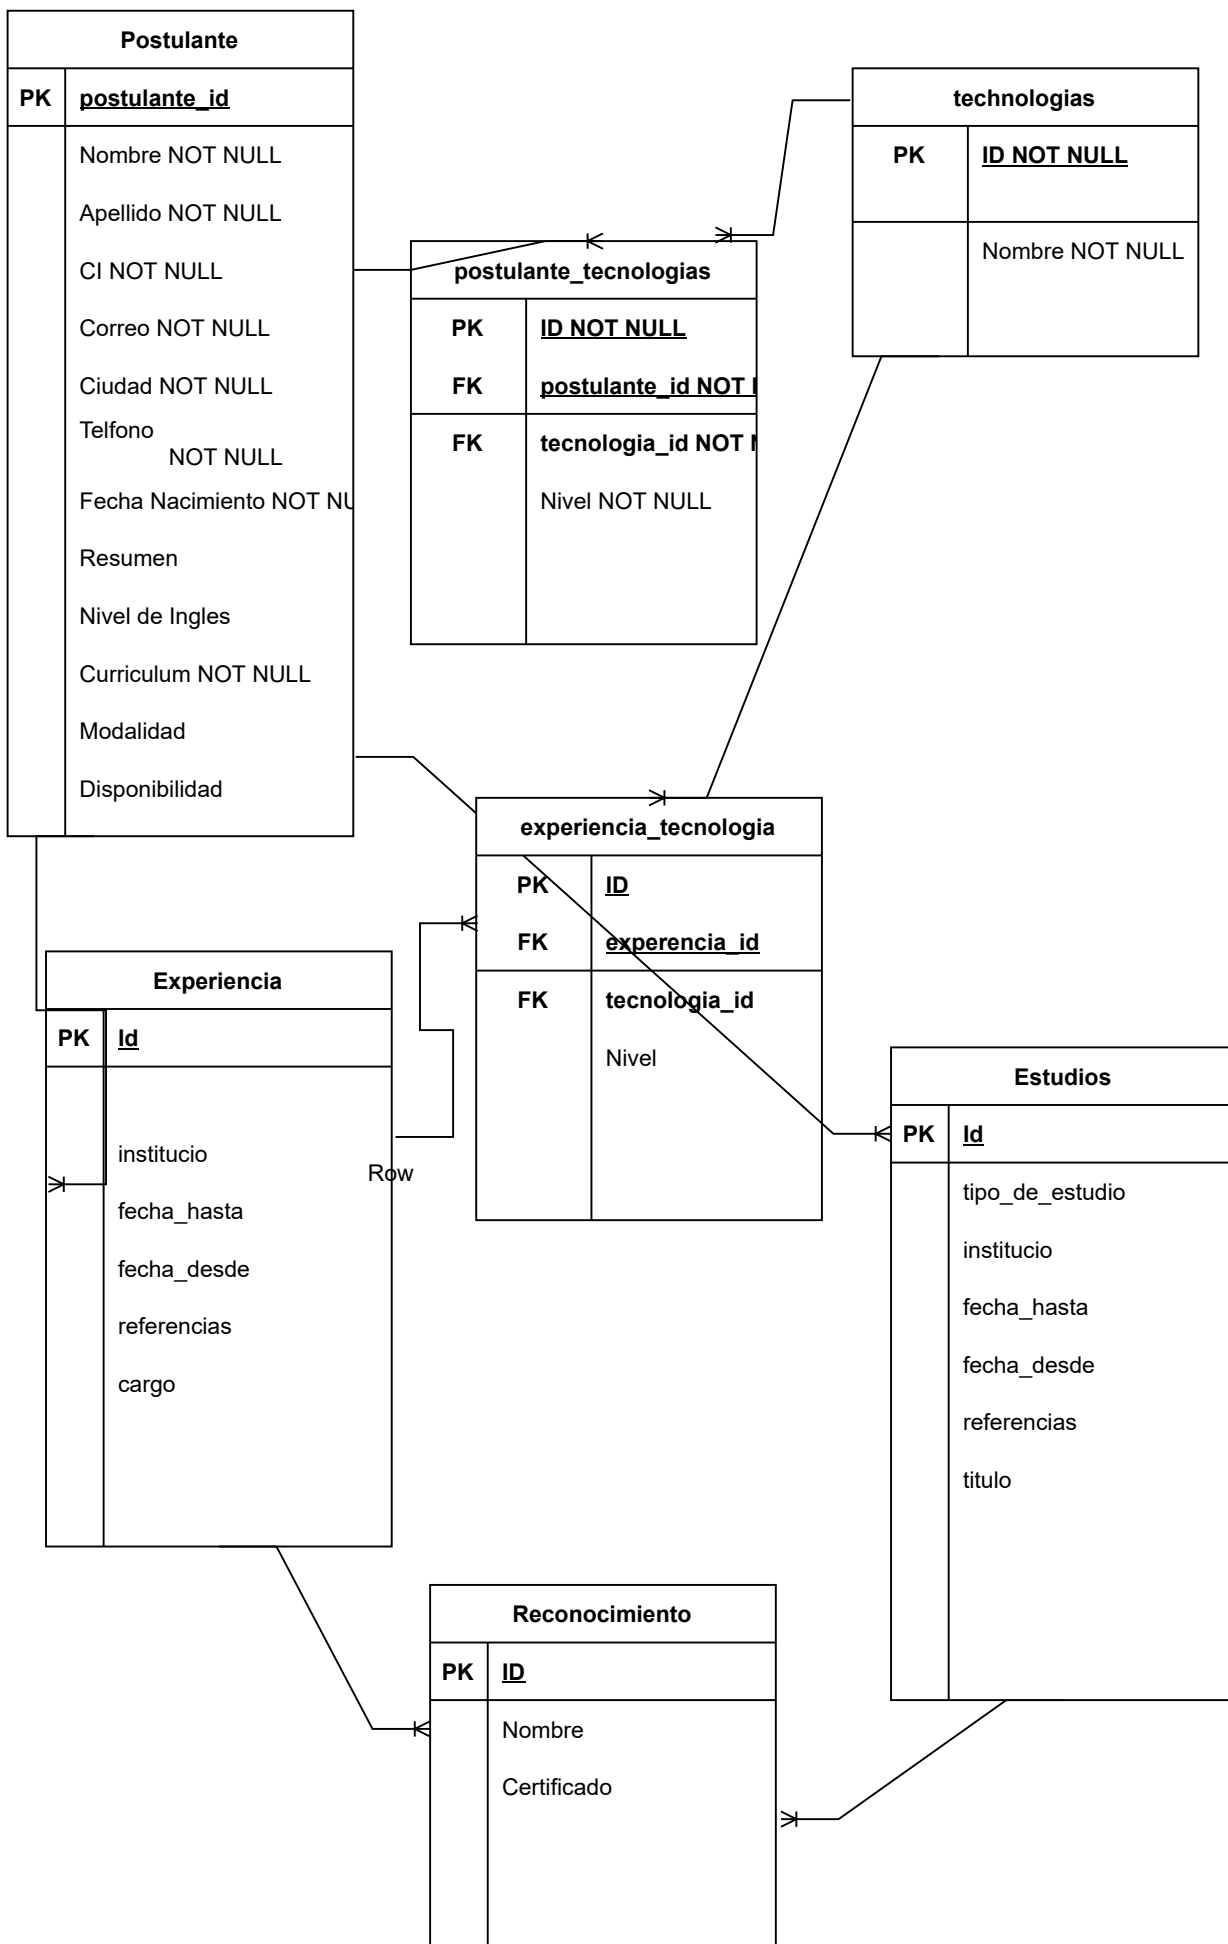 Postulante
PK postulante_id
Nombre NOT NULL
Apellido NOT NULL
CI NOT NULL
Correo NOT NULL
Ciudad NOT NULL
Telfono
NOT NULL
Fecha Nacimiento NOT NU
Resumen
Nivel de Ingles
Curriculum NOT NULL
Modalidad
Disponibilidad
technologias
PK ID NOT NULL
Nombre NOT NULL
postulante_tecnologias
PK ID NOT NULL
FK postulante_id NOT
FK tecnologia_id NOT
Nivel NOT NULL
experiencia_tecnologia
PK ID
FK experencia_id
FK tecnologia_id
Nivel
Experiencia
PK Id
institucio
Row
fecha_hasta
fecha_desde
referencias
cargo
Estudios
PK Id
tipo_de_estudio
institucio
fecha_hasta
fecha_desde
referencias
titulo
Reconocimiento
PK ID
Nombre
Certificado